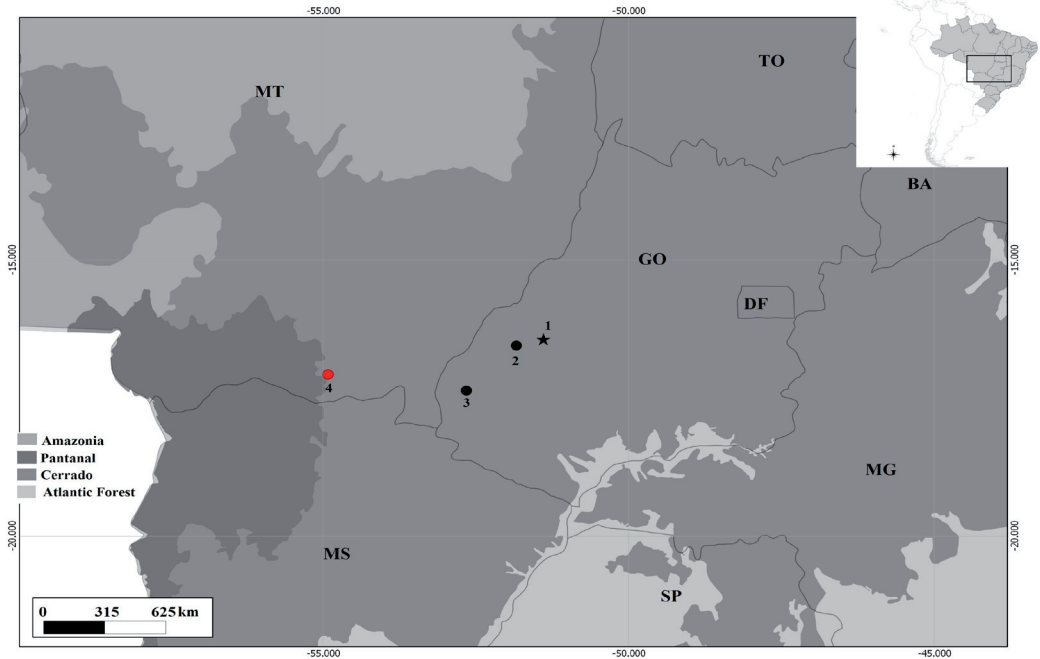 -55.000
-50.000
TO
MT
BA
-15.000
-15.000
GO
DF
1
2
4
3
Amazonia
Pantanal
Cerrado
Atlantic Forest
MG
-20.000
-20.000
MS
SP
0 315 625 km
-55.000
-50.000
-45.000